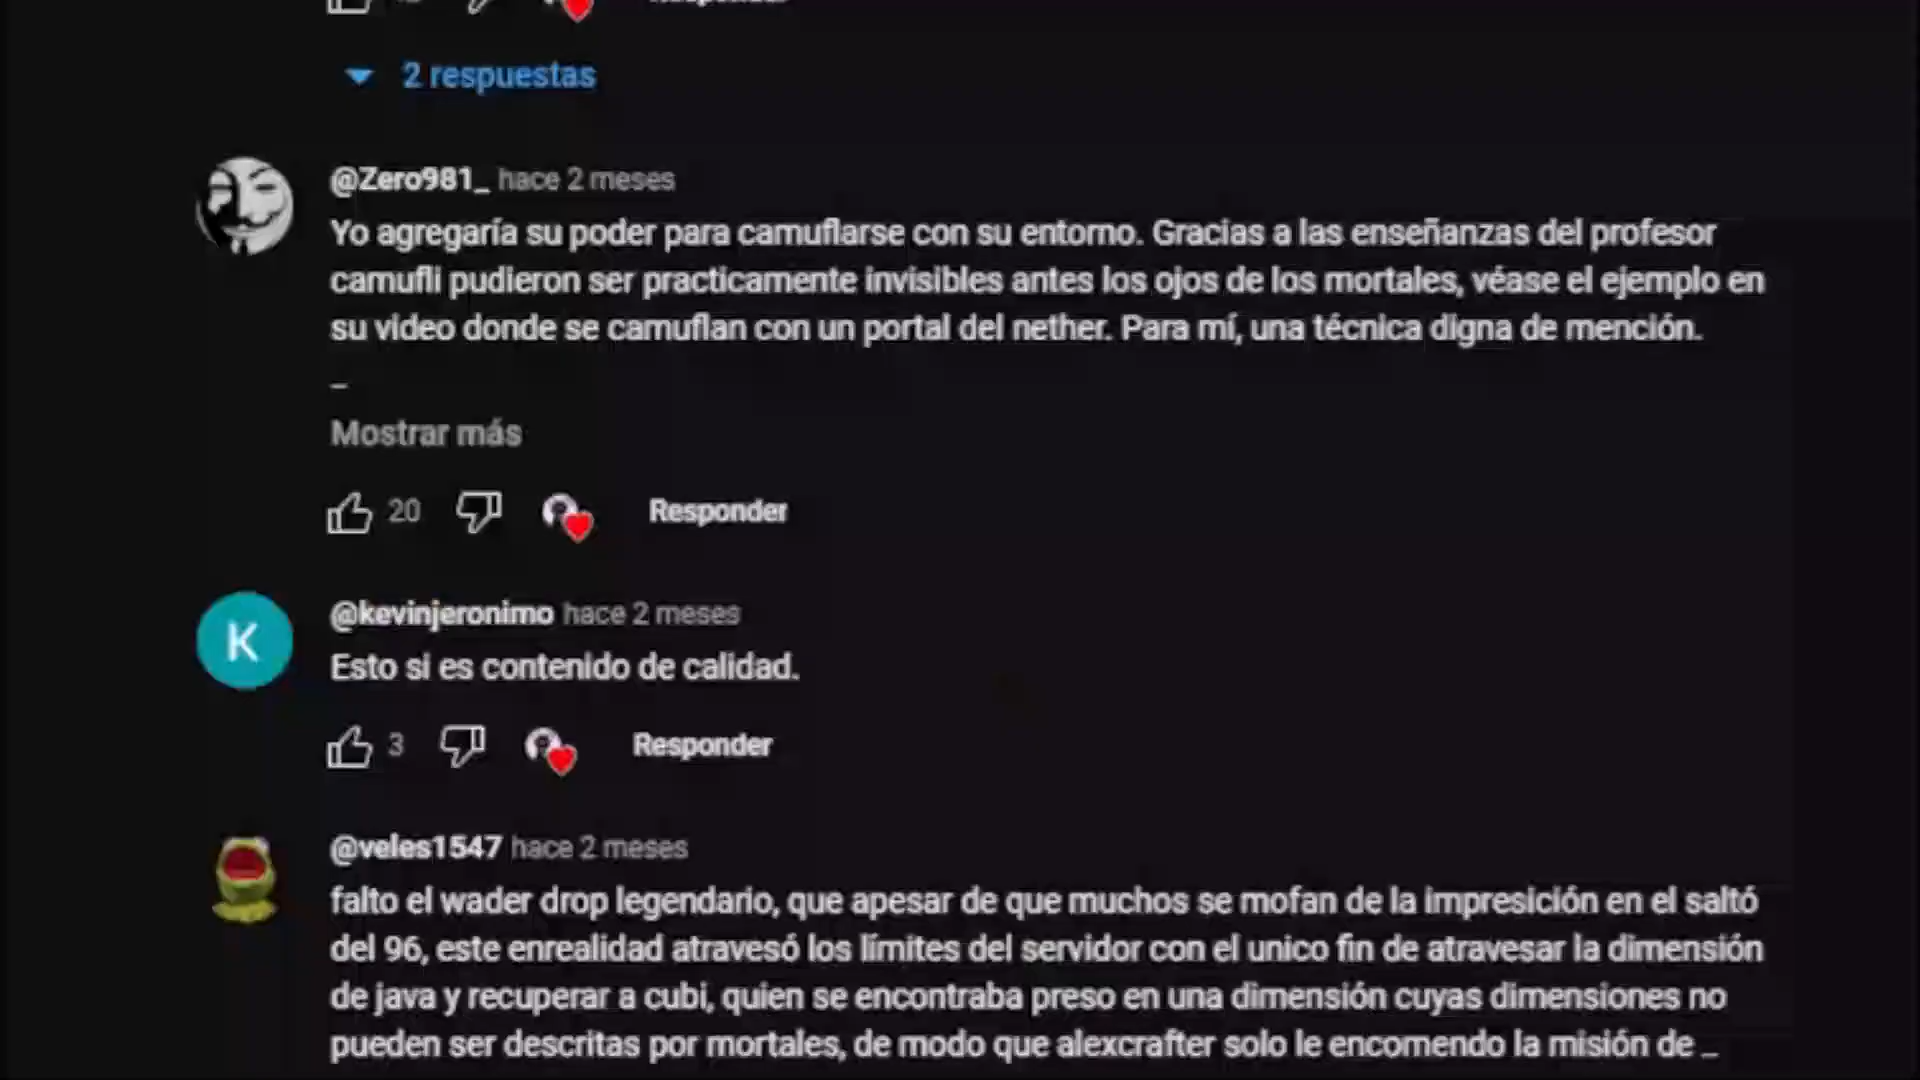 2 respuestas
@Zero981_ hace 2 meses
Yo agregaría su poder para camuflarse con su entorno. Gracias a las enseñanzas del profesor
camufli pudieron ser practicamente invisibles antes los ojos de los mortales, véase el ejemplo en
su video donde se camuflan con un portal del nether. Para mí, una técnica digna de mención.
_
Mostrar más
20 Responder
@kevinjeronimo hace 2 meses
K
Esto si es contenido de calidad.
3 Responder
@veles1547 hace 2 meses
falto el wader drop legendario, que apesar de que muchos se mofan de la impresición en el saltó
del 96, este enrealidad atravesó los límites del servidor con el unico fin de atravesar la dimensión
de java y recuperar a cubi, quien se encontraba preso en una dimensión cuyas dimensiones no
pueden ser descritas por mortales, de modo que alexcrafter solo le encomendo la misión de _